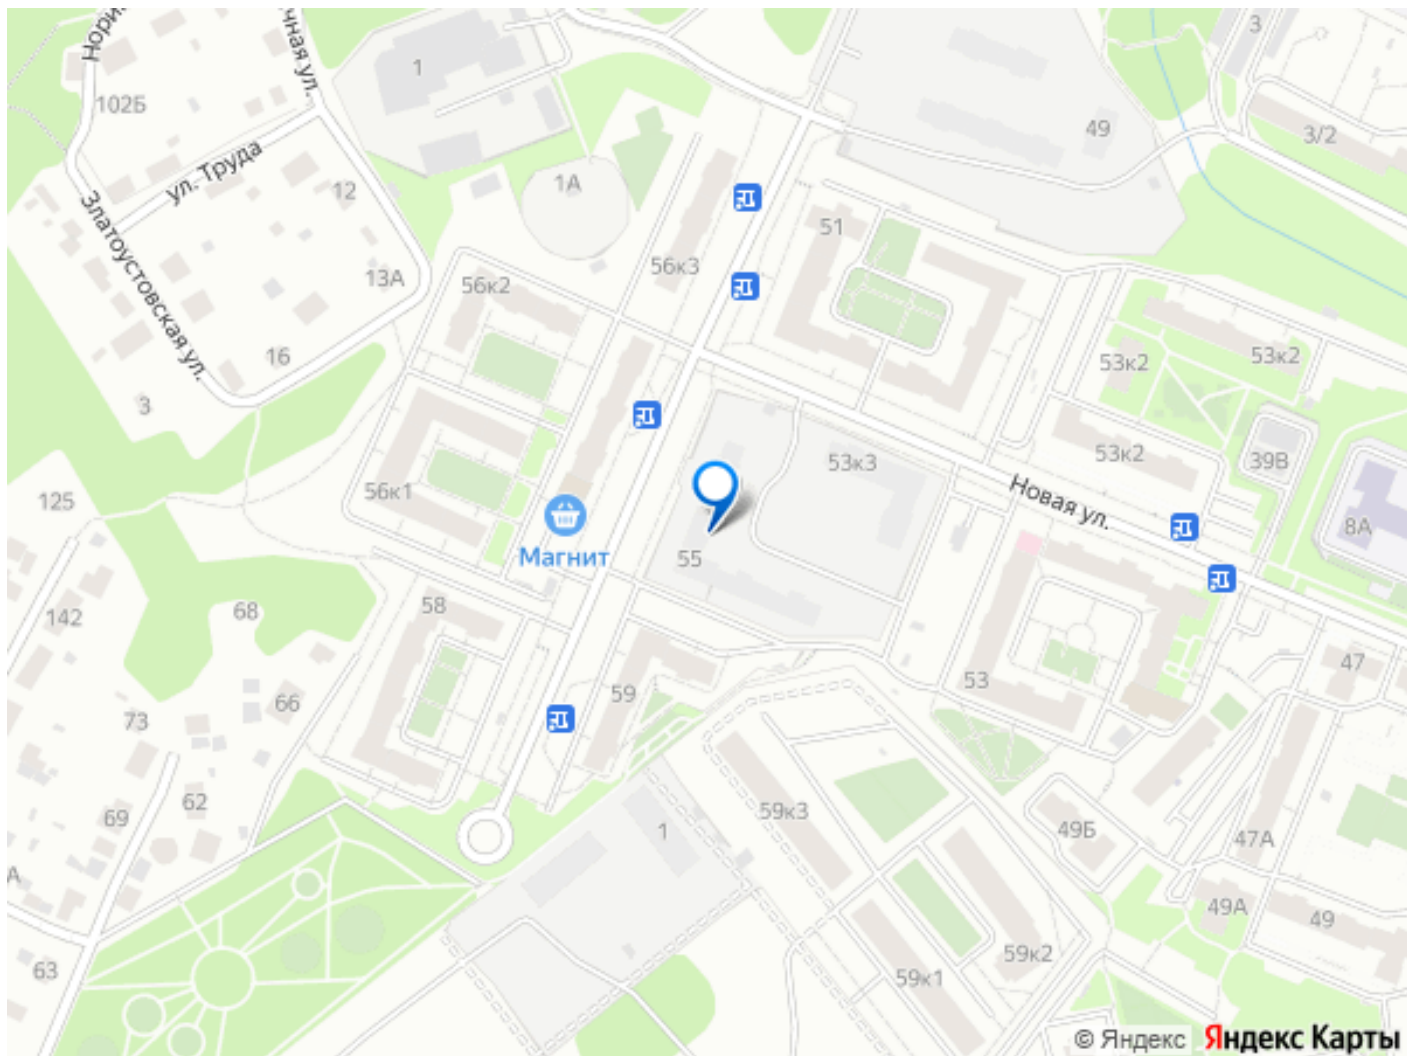 Нори
чная ул.
1
3
102Б
49
3/2
ул. Труда
1А
12
51
Златоустовская ул.
56к3
13А
56к2
16
53к2
53к2
3
53к3
53к2
39В
56к1
Новая ул.
125
8А
Магнит
55
58
142
68
47
53
59
66
73
62
69
59к3
1
49Б
47А
А
49А
49
63
59к2
59к1
© Яндекс Яндекс Карты